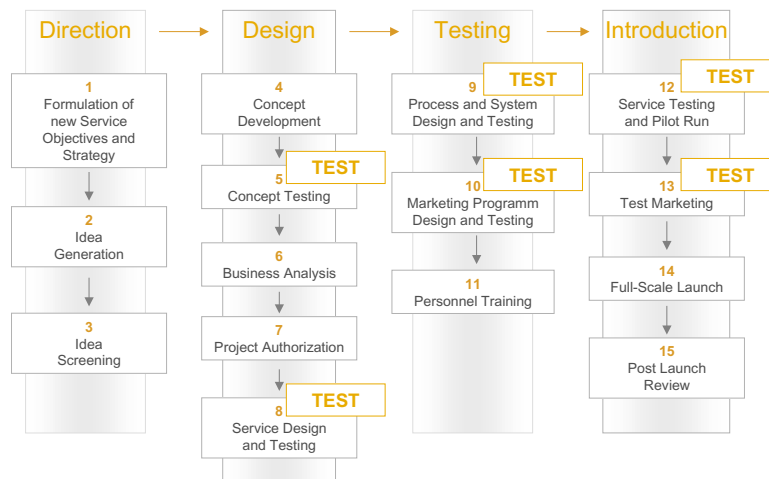 Direction
1
Formulation of
new Service
Objectives and
Strategy
2
Idea
Generation
3
Idea
Screening
Design
4
Concept
Development
TEST
5
Concept Testing
6
Business Analysis
7
Project Authorization
TEST
8
Service Design
and Testing
Testing
TEST
9
Process and System
Design and Testing
TEST
10
Marketing Programm
Design and Testing
11
Personnel Training
Introduction
TEST
12
Service Testing
and Pilot Run
TEST
13
Test Marketing
14
Full-Scale Launch
15
Post Launch
Review